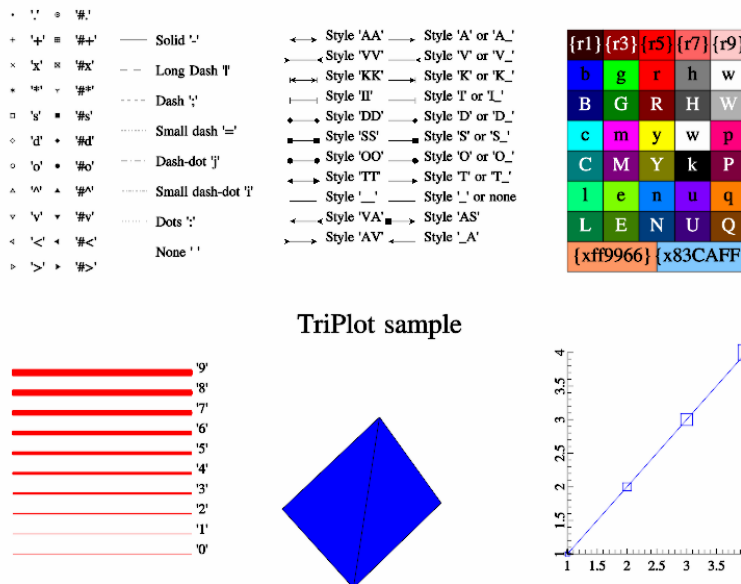 '.' '#.'
'+' '#+'
'x' '#x'
'*' '#*'
's' '#s'
'd' '#d'
'o' '#o'
'^' '#^'
'v' '#v'
'<' '#<'
'>' '#>'
Solid '-'
Long Dash '|'
Dash ';'
Small dash '='
Dash-dot 'j'
Small dash-dot 'i'
Dots ':'
None ' '
Style 'AA' Style 'A' or 'A_'
Style 'VV' Style 'V' or 'V_'
Style 'KK' Style 'K' or 'K_'
Style 'II' Style 'I' or 'I_'
Style 'DD' Style 'D' or 'D_'
Style 'SS' Style 'S' or 'S_'
Style 'OO' Style 'O' or 'O_'
Style 'TT' Style 'T' or 'T_'
Style '__' Style '_' or none
Style 'VA' Style 'AS'
Style 'AV' Style '_A'
{r1} {r3} {r5} {r7} {r9}
b g r h w
B G R H W
c m y w p
C M Y k P
l e n u q
L E N U Q
{xff9966} {x83CAFF
TriPlot sample
'9'
'8'
'7'
'6'
'5'
'4'
'3'
'2'
'1'
'0'
4
3.5
3
2.5
2
1.5
1
1 1.5 2 2.5 3 3.5 4